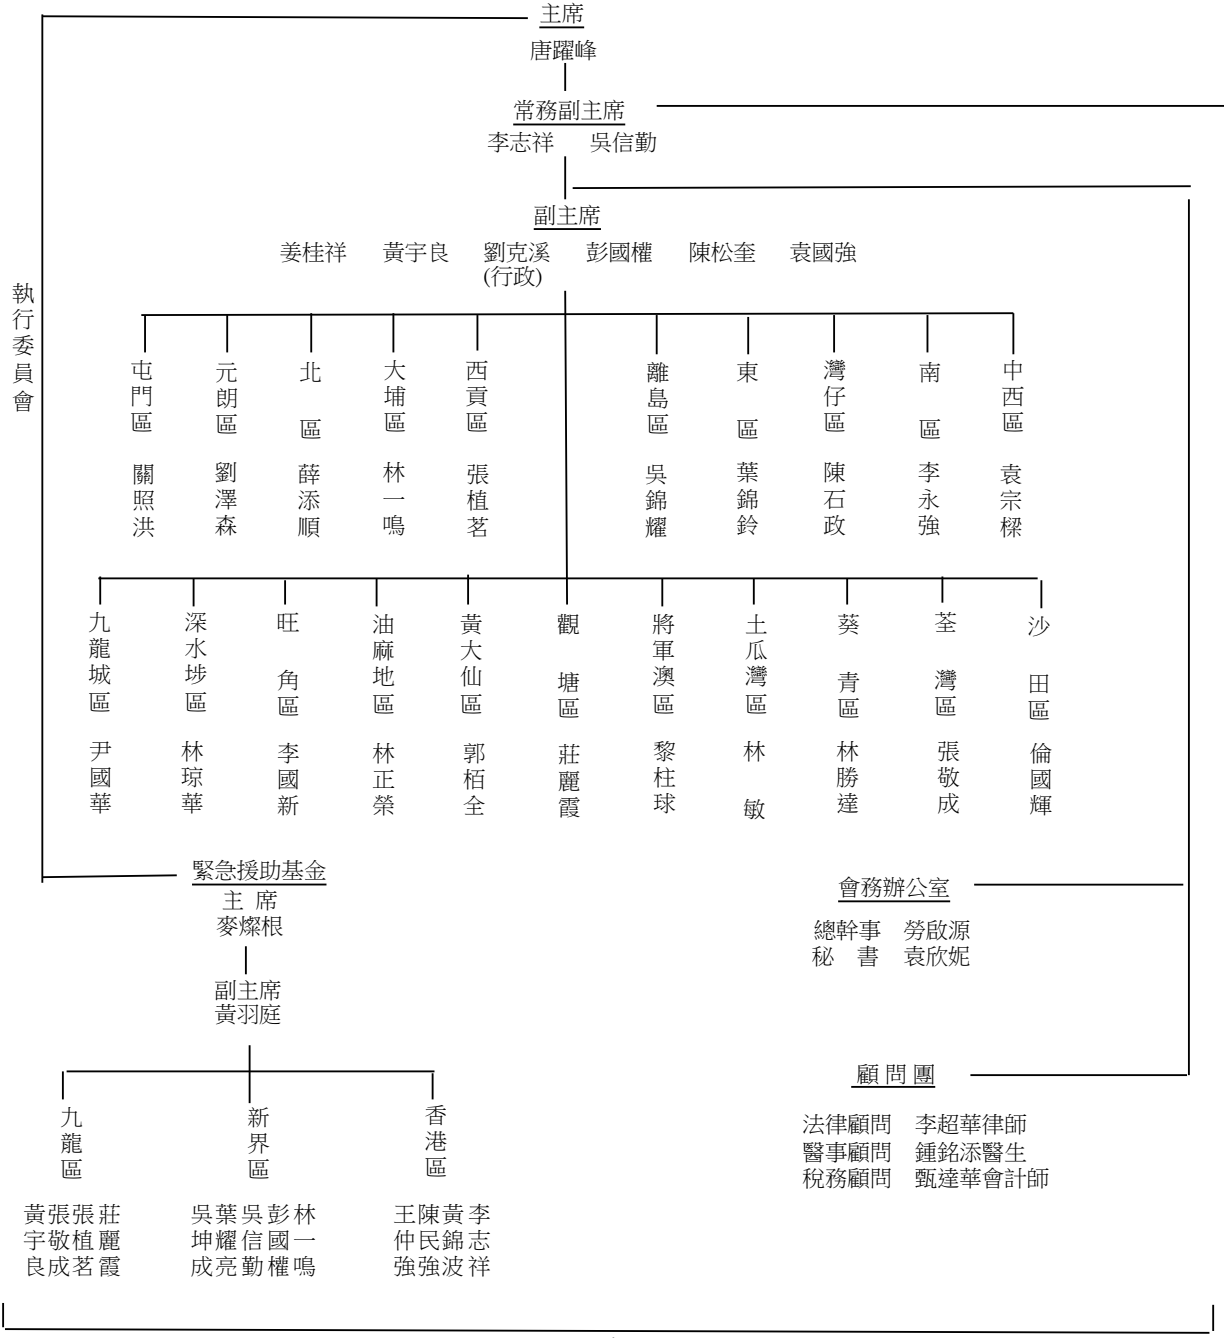 主席
唐躍峰
常務副主席
李志祥 吳信勤
副主席
姜桂祥 黃宇良 劉克溪 彭國權 陳松奎 袁國強
(行政)
執行委員會
屯門區 關照洪
元朗區 劉澤森
北區 薛添順
大埔區 林一鳴
西貢區 張植茗
離島區 吳錦耀
東區 葉錦鈴
灣仔區 陳石政
南區 李永強
中西區 袁宗樑
九龍城區 尹國華
深水埗區 林琼華
旺角區 李國新
油麻地區 林正榮
黃大仙區 郭栢全
觀塘區 莊麗霞
將軍澳區 黎柱球
土瓜灣區 林敏
葵青區 林勝達
荃灣區 張敬成
沙田區 倫國輝
緊急援助基金
主席
麥燦根
副主席
黃羽庭
九龍區
黃宇良
張敬成
張植茗
莊麗霞
新界區
吳坤成
葉耀亮
吳信勤
彭國權
林一鳴
香港區
王仲強
陳民強
黃錦波
李志祥
會務辦公室
總幹事 勞啟源
秘書 袁欣妮
顧問團
法律顧問 李超華律師
醫事顧問 鍾銘添醫生
稅務顧問 甄達華會計師